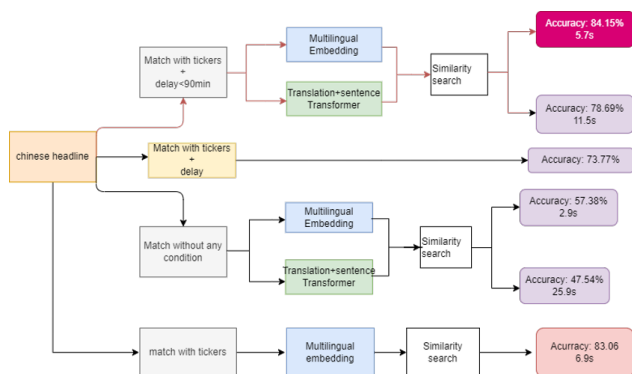 Match with tickers
+
delay<90min
Multilingual
Embedding
Translation+sentence
Transformer
Similarity
search
Accuracy: 84.15%
5.7s
Accuracy: 78.69%
11.5s
chinese headline
Match with tickers
+
delay
Accuracy: 73.77%
Match without any
condition
Multilingual
Embedding
Translation+sentence
Transformer
Similarity
search
Accuracy: 57.38%
2.9s
Accuracy: 47.54%
25.9s
match with tickers
Multilingual
embedding
Similarity
search
Acurracy: 83.06
6.9s